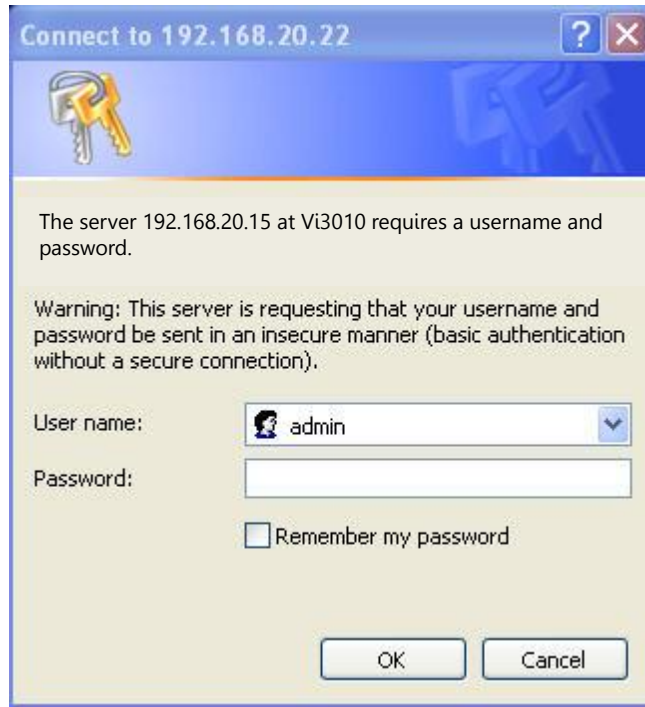 Connect to 192.168.20.22
The server 192.168.20.15 at Vi3010 requires a username and
password.
Warning: This server is requesting that your username and
password be sent in an insecure manner (basic authentication
without a secure connection).
User name:
admin
Password:
Remember my password
OK
Cancel